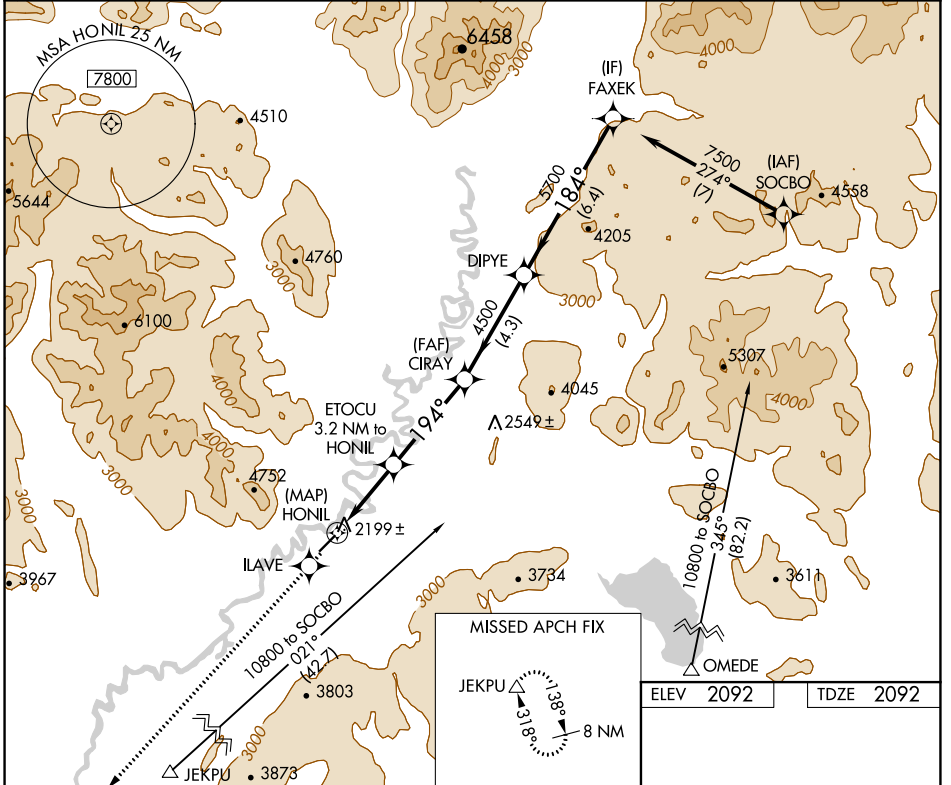 MSA HONIL 25 NM
7800
6458
4000
3000
4000
(IF)
FAXEK
4510
7500
274°
(7)
(IAF)
SOCBO
4558
5644
5700
184°
(6.4)
4205
4760
3000
DIPYE
3000
6100
4500
(4.3)
(FAF)
CIRAY
5307
4000
4045
4000
ETOCU
3.2 NM to
HONIL
194°
2549 ±
4000
4752
3000
(MAP)
HONIL
2199 ±
10800 to SOCBO
345°
(82.2)
ILAVE
3967
3000
3734
3611
10800 to SOCBO
021°
(42.7)
MISSED APCH FIX
JEKPU
138°
318°
8 NM
OMEDE
3803
3000
JEKPU
3873
ELEV 2092
TDZE 2092